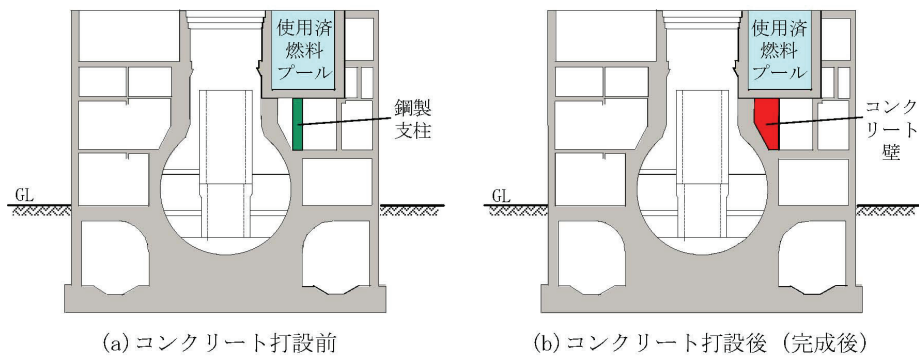 使用済
燃料
プール
鋼製
支柱
GL
(a)コンクリート打設前
使用済
燃料
プール
コンク
リート
壁
GL
(b)コンクリート打設後（完成後）